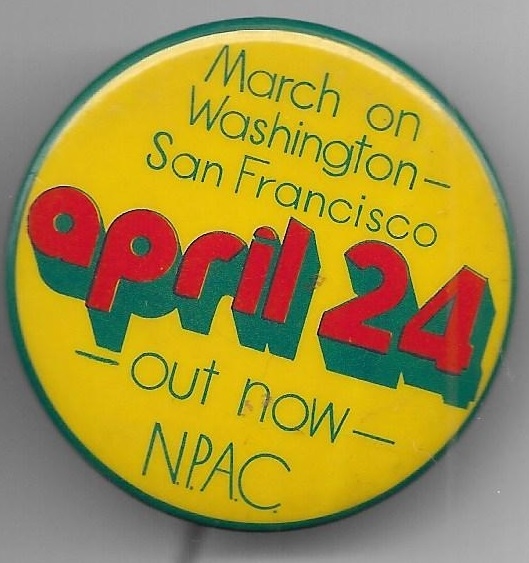 March on
Washington—
San Francisco
april 24
— out now —
N.P.A.C.